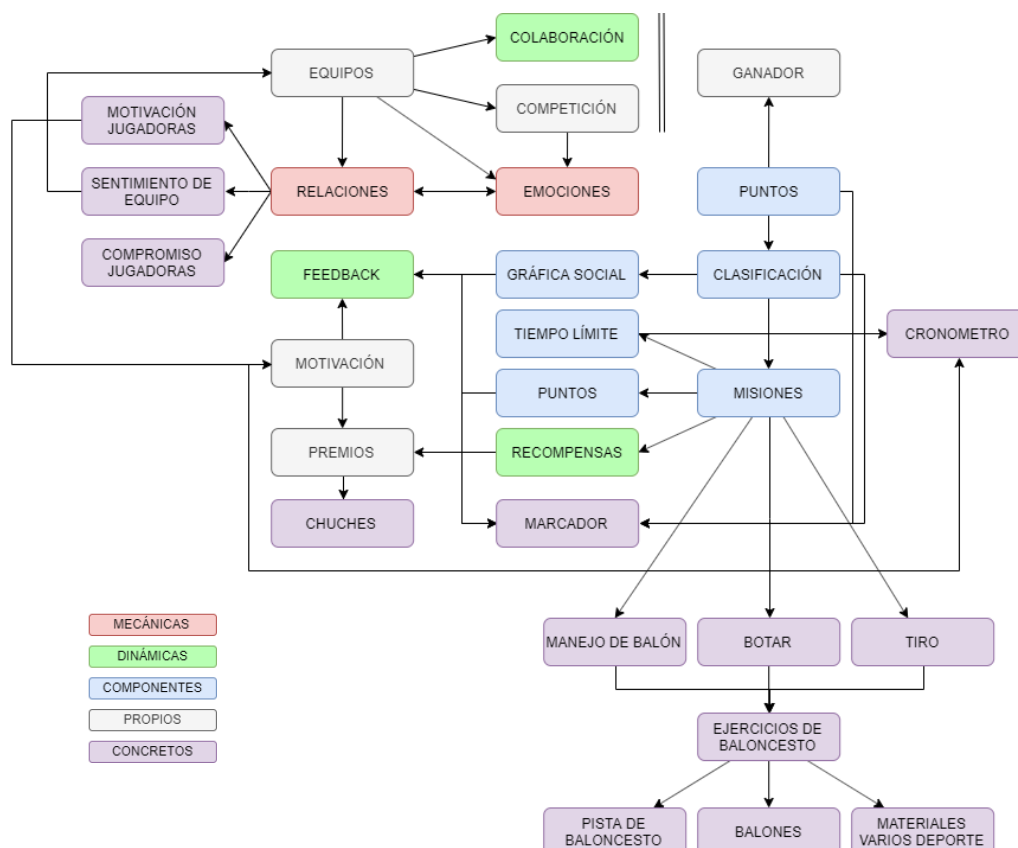 COLABORACIÓN
EQUIPOS
GANADOR
COMPETICIÓN
MOTIVACIÓN
JUGADORAS
SENTIMIENTO DE
EQUIPO
RELACIONES
EMOCIONES
PUNTOS
COMPROMISO
JUGADORAS
FEEDBACK
GRÁFICA SOCIAL
CLASIFICACIÓN
TIEMPO LÍMITE
CRONOMETRO
MOTIVACIÓN
PUNTOS
MISIONES
PREMIOS
RECOMPENSAS
CHUCHES
MARCADOR
MECÁNICAS
DINÁMICAS
COMPONENTES
PROPIOS
CONCRETOS
MANEJO DE BALÓN
BOTAR
TIRO
EJERCICIOS DE
BALONCESTO
PISTA DE
BALONCESTO
BALONES
MATERIALES
VARIOS DEPORTE